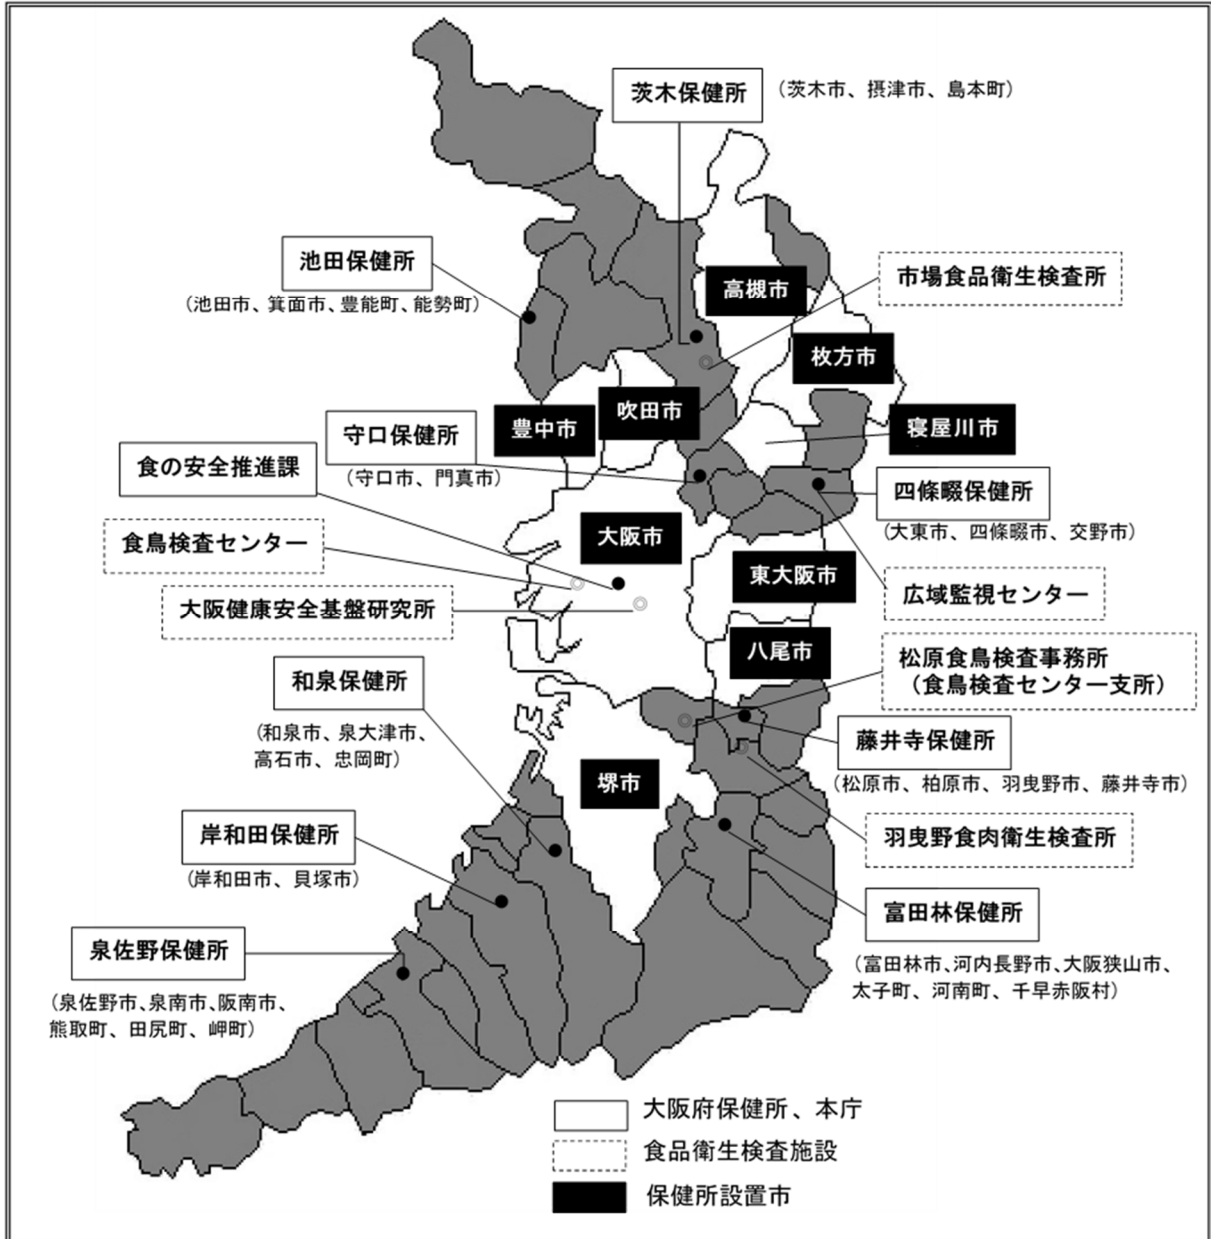 茨木保健所
（茨木市、摂津市、島本町）
池田保健所
（池田市、箕面市、豊能町、能勢町）
高槻市
市場食品衛生検査所
枚方市
吹田市
豊中市
寝屋川市
守口保健所
（守口市、門真市）
食の安全推進課
四條畷保健所
（大東市、四條畷市、交野市）
食鳥検査センター
大阪市
東大阪市
広域監視センター
大阪健康安全基盤研究所
八尾市
松原食鳥検査事務所
（食鳥検査センター支所）
和泉保健所
（和泉市、泉大津市、
高石市、忠岡町）
藤井寺保健所
（松原市、柏原市、羽曳野市、藤井寺市）
堺市
岸和田保健所
（岸和田市、貝塚市）
羽曳野食肉衛生検査所
富田林保健所
（富田林市、河内長野市、大阪狭山市、
太子町、河南町、千早赤阪村）
泉佐野保健所
（泉佐野市、泉南市、阪南市、
熊取町、田尻町、岬町）
大阪府保健所、本庁
食品衛生検査施設
保健所設置市